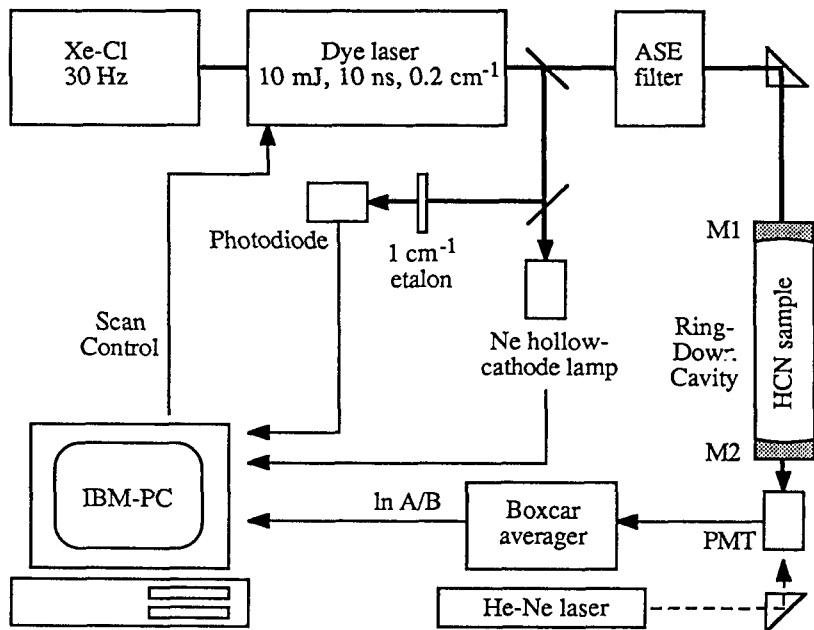 Xe-Cl
30 Hz
Dye laser
10 mJ, 10 ns, 0.2 cm-1
ASE
filter
Photodiode
1 cm-1
etalon
M1
Scan
Control
Ne hollow-
cathode lamp
Ring-
Down
Cavity
HCN sample
M2
IBM-PC
ln A/B
Boxcar
averager
PMT
He-Ne laser